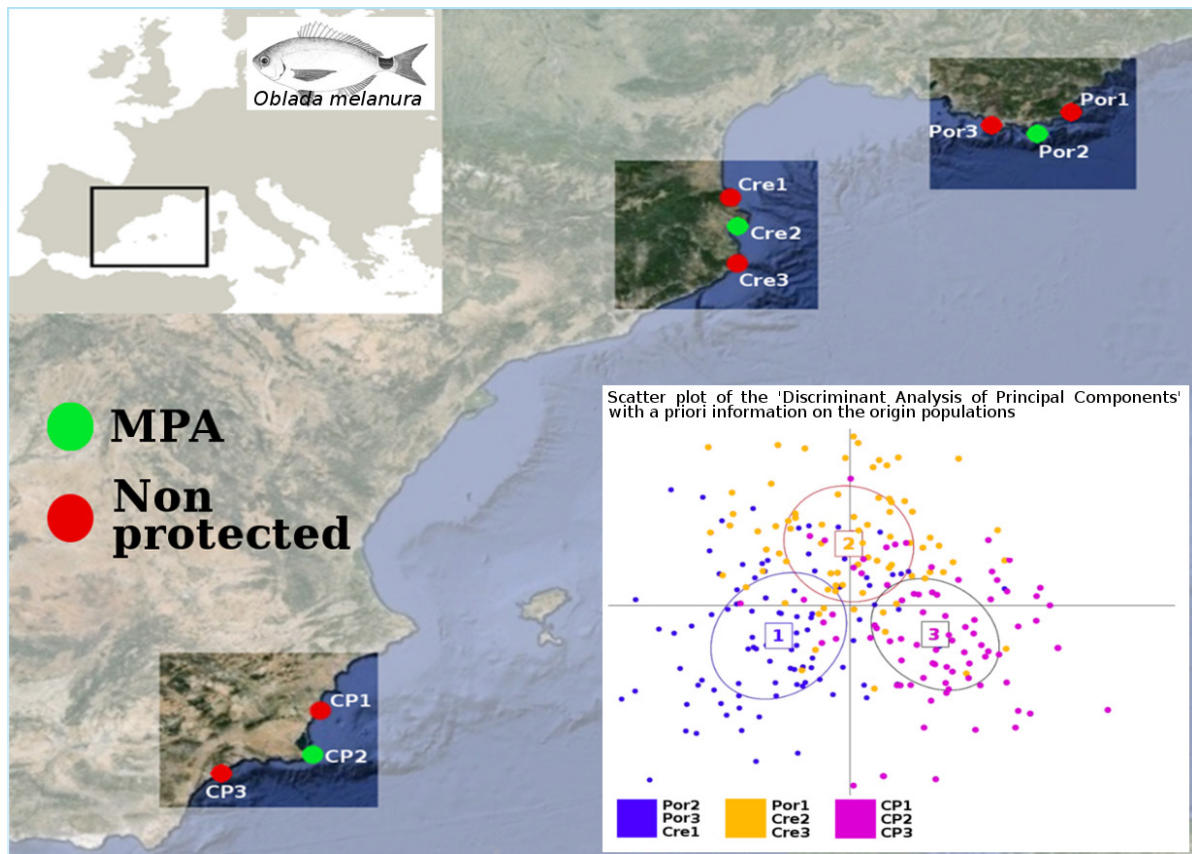 Oblada melanura
Por1
Por3
Por2
Cre1
Cre2
Cre3
MPA
Non
protected
CP1
CP2
CP3
Scatter plot of the 'Discriminant Analysis of Principal Components'
with a priori information on the origin populations
2
1
3
Por2
Por3
Cre1
Por1
Cre2
Cre3
CP1
CP2
CP3